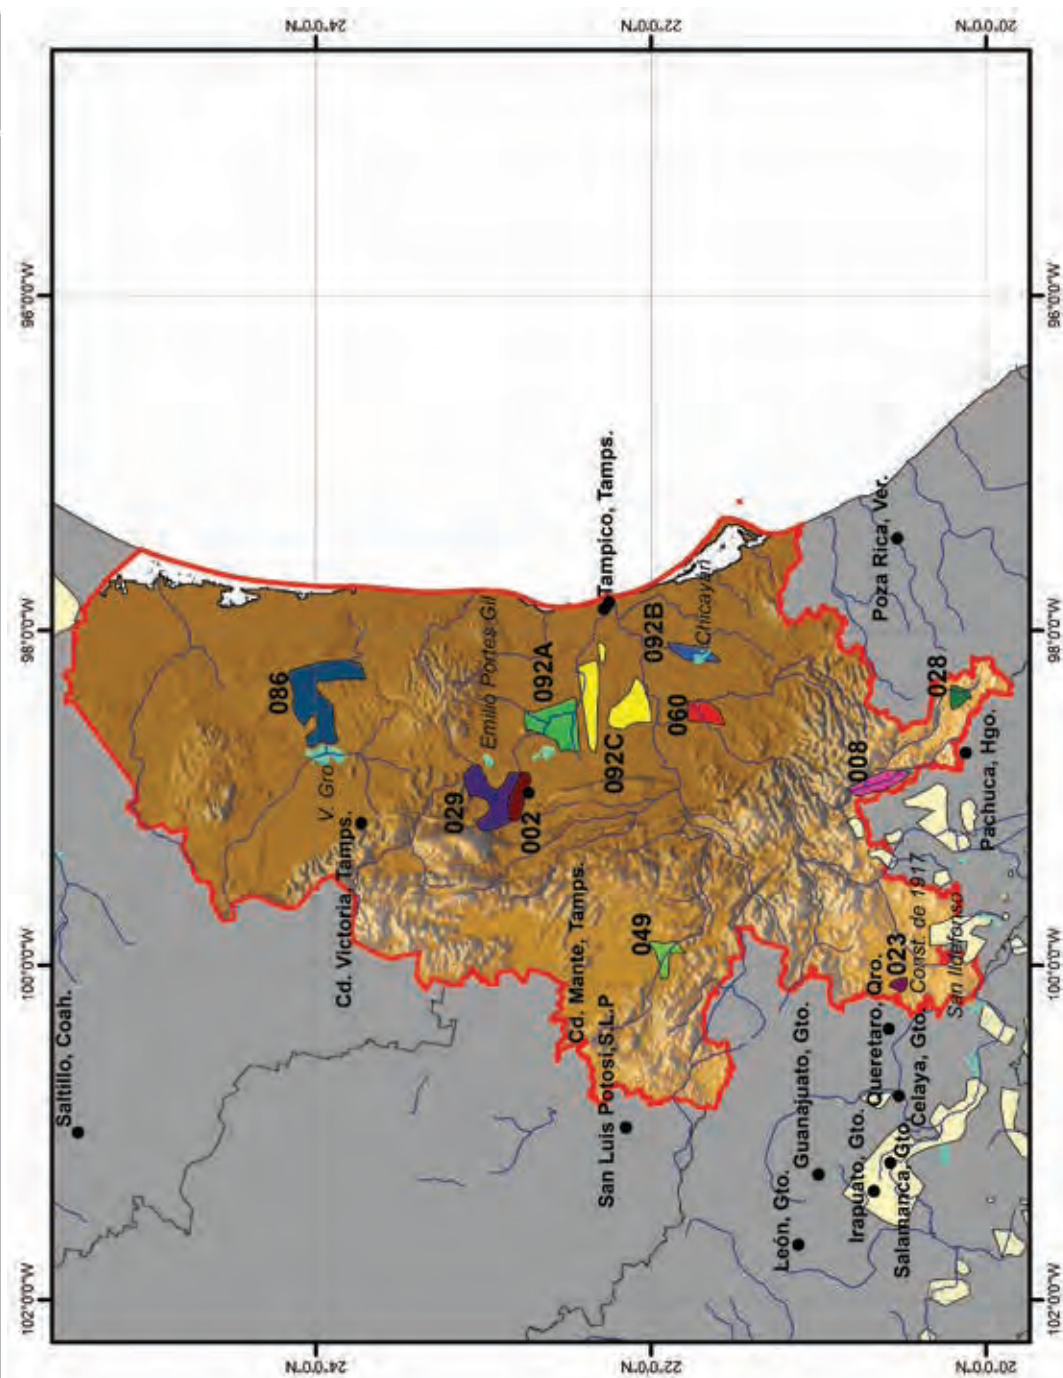 102°0'0"W
100°0'0"W
98°0'0"W
96°0'0"W
Saltillo, Coah.
086
24°0'0"N
24°0'0"N
V. Gro
Cd. Victoria, Tamps.
029
Emilio Portes Gil
002
092A
Cd. Mante, Tamps.
San Luis Potosi,S.L.P
Tampico, Tamps.
092C
049
092B
22°0'0"N
22°0'0"N
060
Chicayán
León, Gto.
Guanajuato, Gto.
Irapuato, Gto.
008
Queretaro, Qro.
Poza Rica, Ver.
023
Salamanca, Gto.
Celaya, Gto.
Const. de 1917
028
San Ildefonso
20°0'0"N
20°0'0"N
Pachuca, Hgo.
102°0'0"W
100°0'0"W
98°0'0"W
96°0'0"W